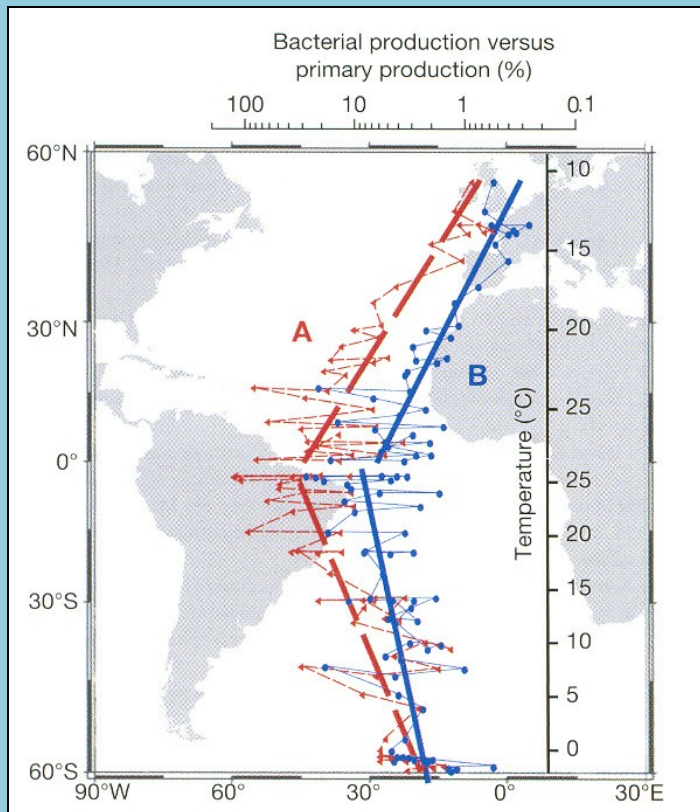 Bacterial production versus
primary production (%)
100 10 1 0.1
60°N
10
15
30°N
A
20
B
25
0°
25
Temperature (°C)
20
15
30°S
10
5
0
60°S
90°W 60° 30° 0° 30°E